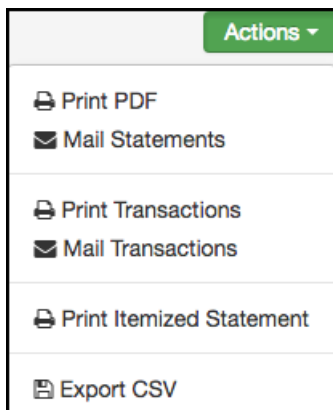 Actions
Print PDF
Mail Statements
Print Transactions
Mail Transactions
Print Itemized Statement
Export CSV